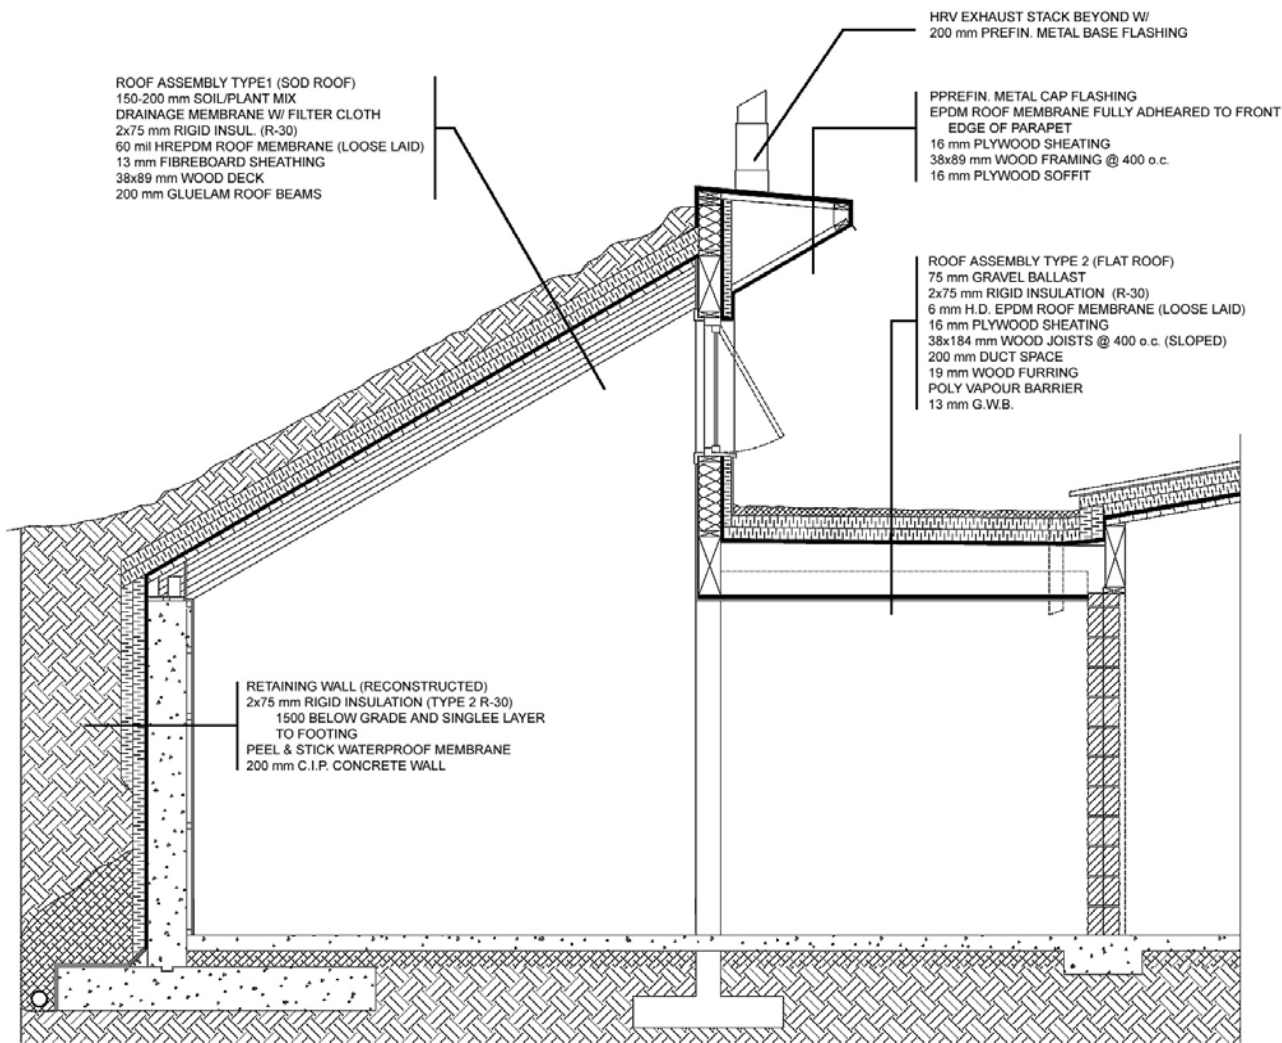 HRV EXHAUST STACK BEYOND W/
200 mm PREFIN. METAL BASE FLASHING
ROOF ASSEMBLY TYPE1 (SOD ROOF)
150-200 mm SOIL/PLANT MIX
DRAINAGE MEMBRANE W/ FILTER CLOTH
2x75 mm RIGID INSUL. (R-30)
60 mil HREPDM ROOF MEMBRANE (LOOSE LAID)
13 mm FIBREBOARD SHEATHING
38x89 mm WOOD DECK
200 mm GLUELAM ROOF BEAMS
PPREFIN. METAL CAP FLASHING
EPDM ROOF MEMBRANE FULLY ADHEARED TO FRONT
EDGE OF PARAPET
16 mm PLYWOOD SHEATING
38x89 mm WOOD FRAMING @ 400 o.c.
16 mm PLYWOOD SOFFIT
ROOF ASSEMBLY TYPE 2 (FLAT ROOF)
75 mm GRAVEL BALLAST
2x75 mm RIGID INSULATION (R-30)
6 mm H.D. EPDM ROOF MEMBRANE (LOOSE LAID)
16 mm PLYWOOD SHEATING
38x184 mm WOOD JOISTS @ 400 o.c. (SLOPED)
200 mm DUCT SPACE
19 mm WOOD FURRING
POLY VAPOUR BARRIER
13 mm G.W.B.
RETAINING WALL (RECONSTRUCTED)
2x75 mm RIGID INSULATION (TYPE 2 R-30)
1500 BELOW GRADE AND SINGLEE LAYER
TO FOOTING
PEEL & STICK WATERPROOF MEMBRANE
200 mm C.I.P. CONCRETE WALL